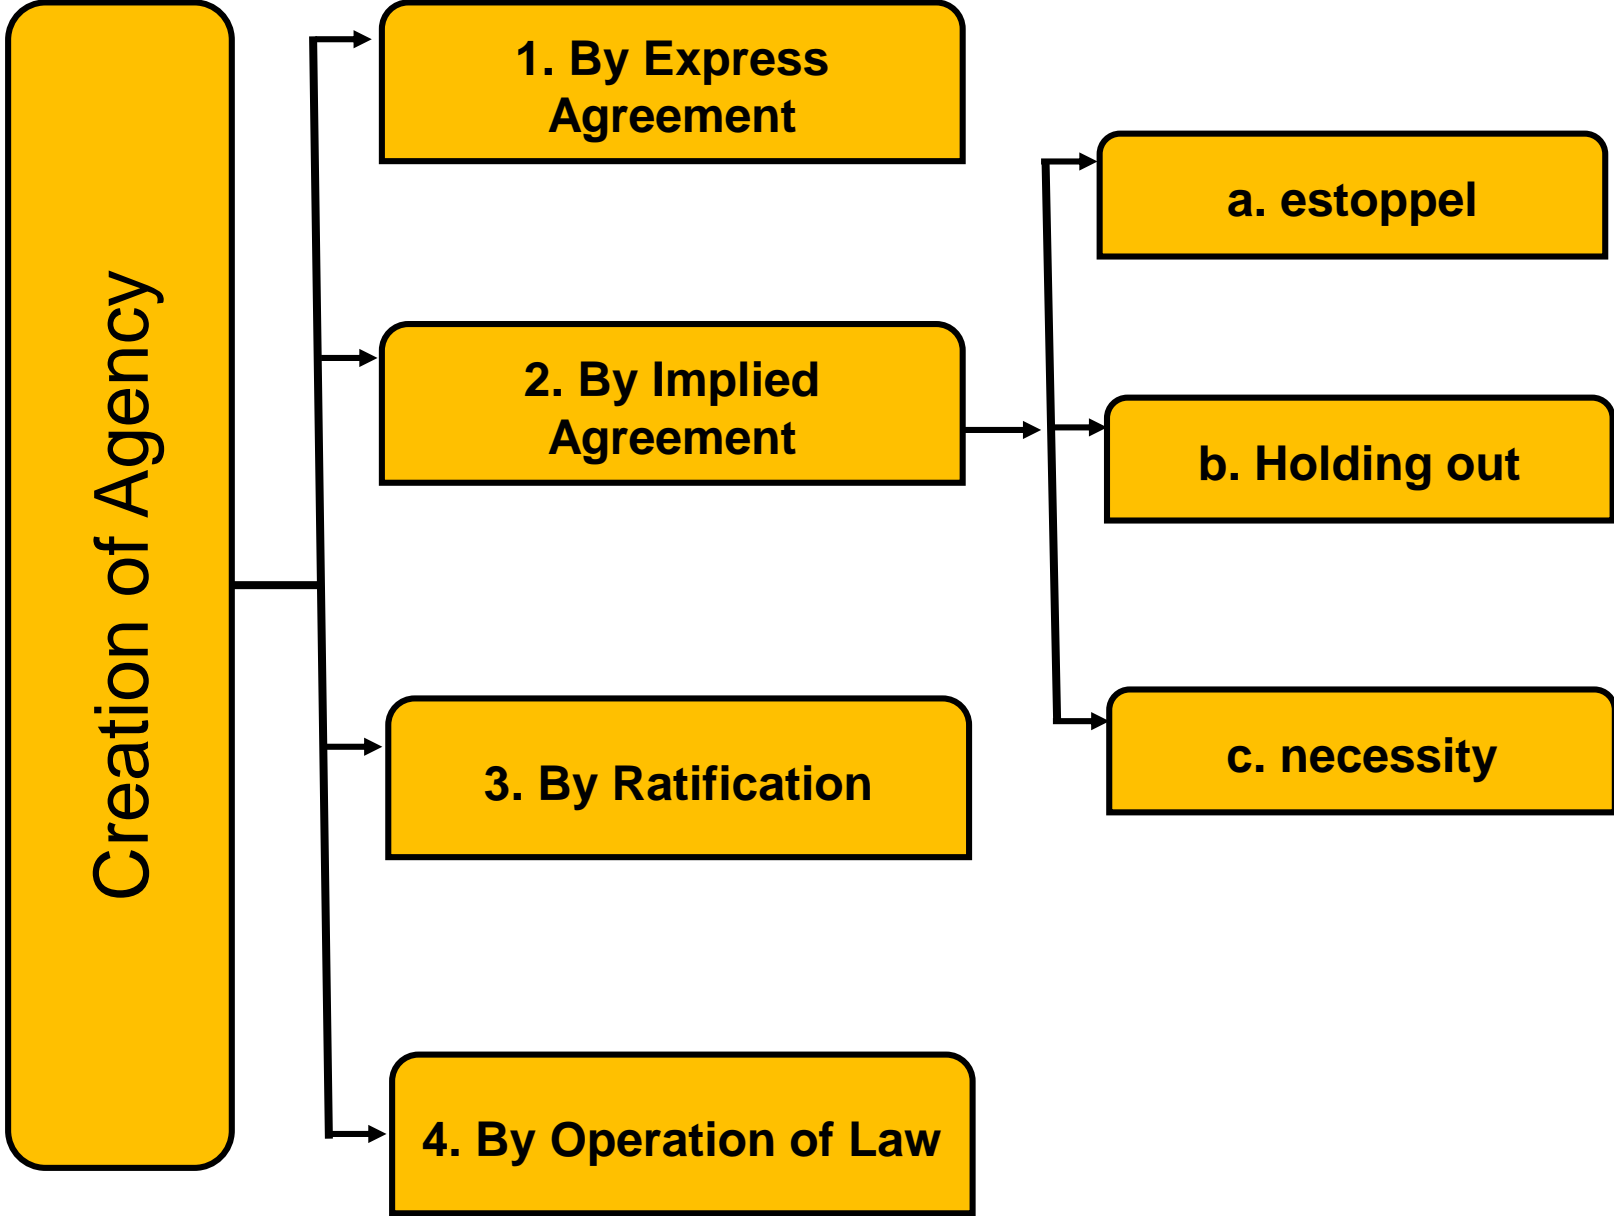 Creation of Agency
1. By Express
Agreement
2. By Implied
Agreement
3. By Ratification
4. By Operation of Law
a. estoppel
b. Holding out
c. necessity